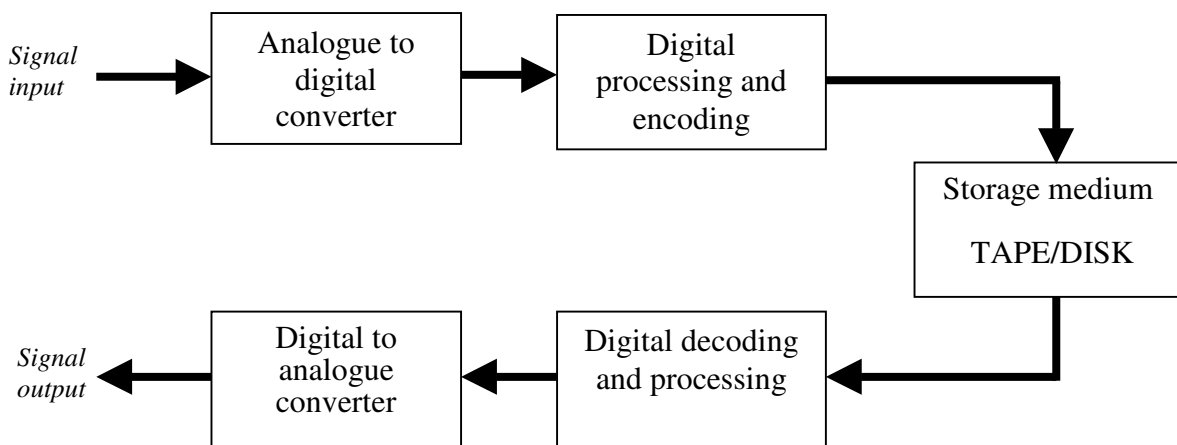 Signal
input
Analogue to
digital
converter
Digital
processing and
encoding
Storage medium
TAPE/DISK
Digital decoding
and processing
Digital to
analogue
converter
Signal
output